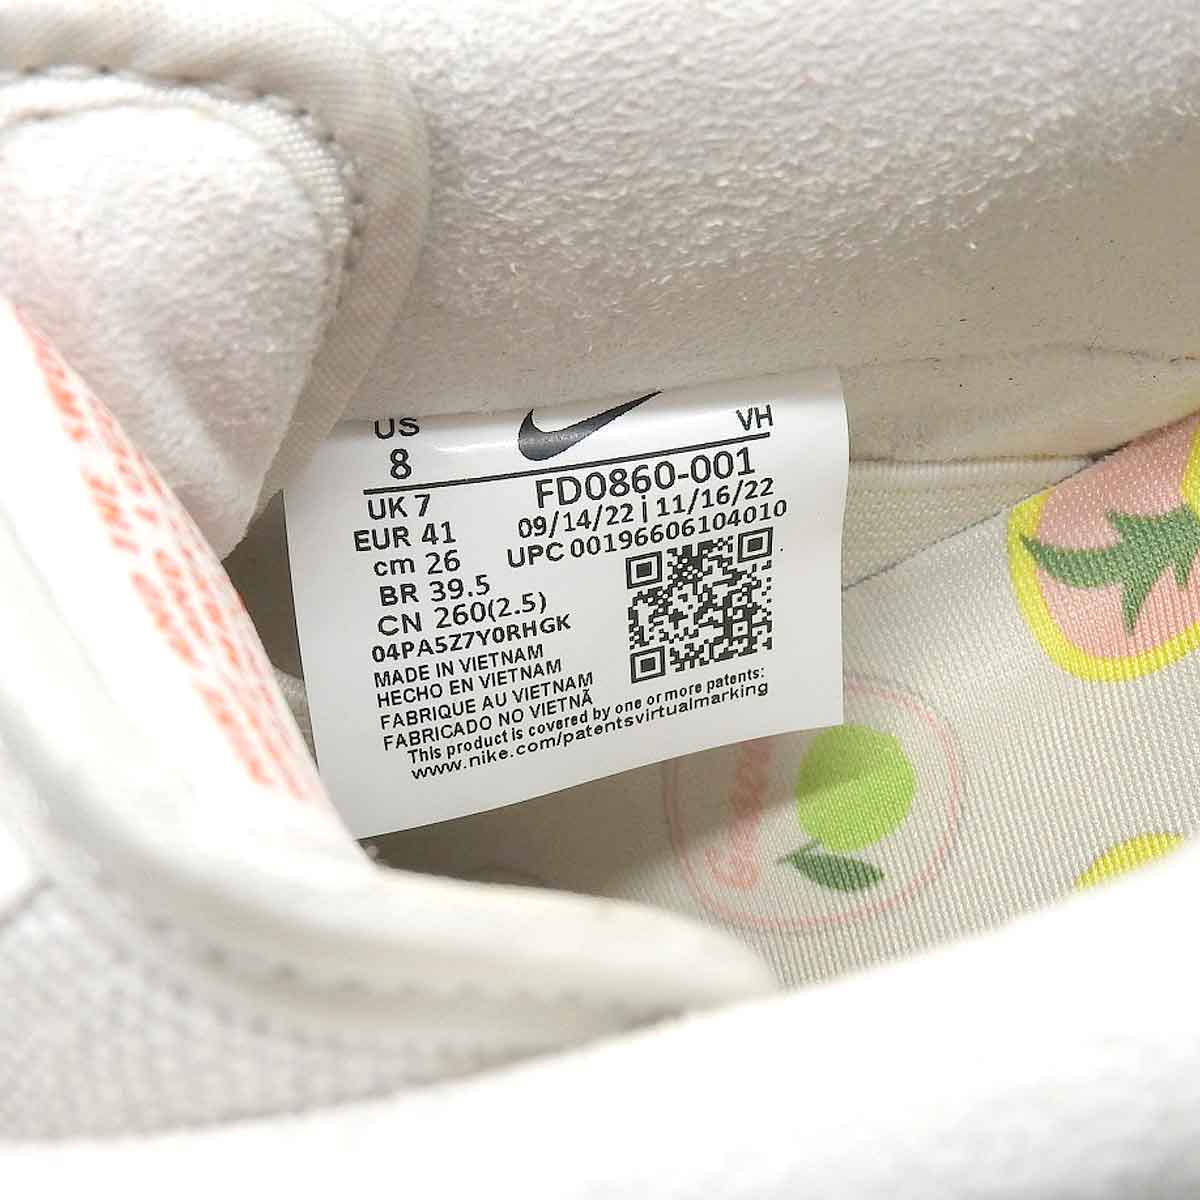 US
8
VH
UK 7
FD0860-001
EUR 41
09/14/22 | 11/16/22
cm 26
UPC 00196606104010
BR 39.5
CN 260(2.5)
04PA5Z7Y0RHGK
MADE IN VIETNAM
HECHO EN VIETNAM
FABRIQUE AU VIETNAM
FABRICADO NO VIETNÃ
This product is covered by one or more patents:
www.nike.com/patentsvirtualmarking